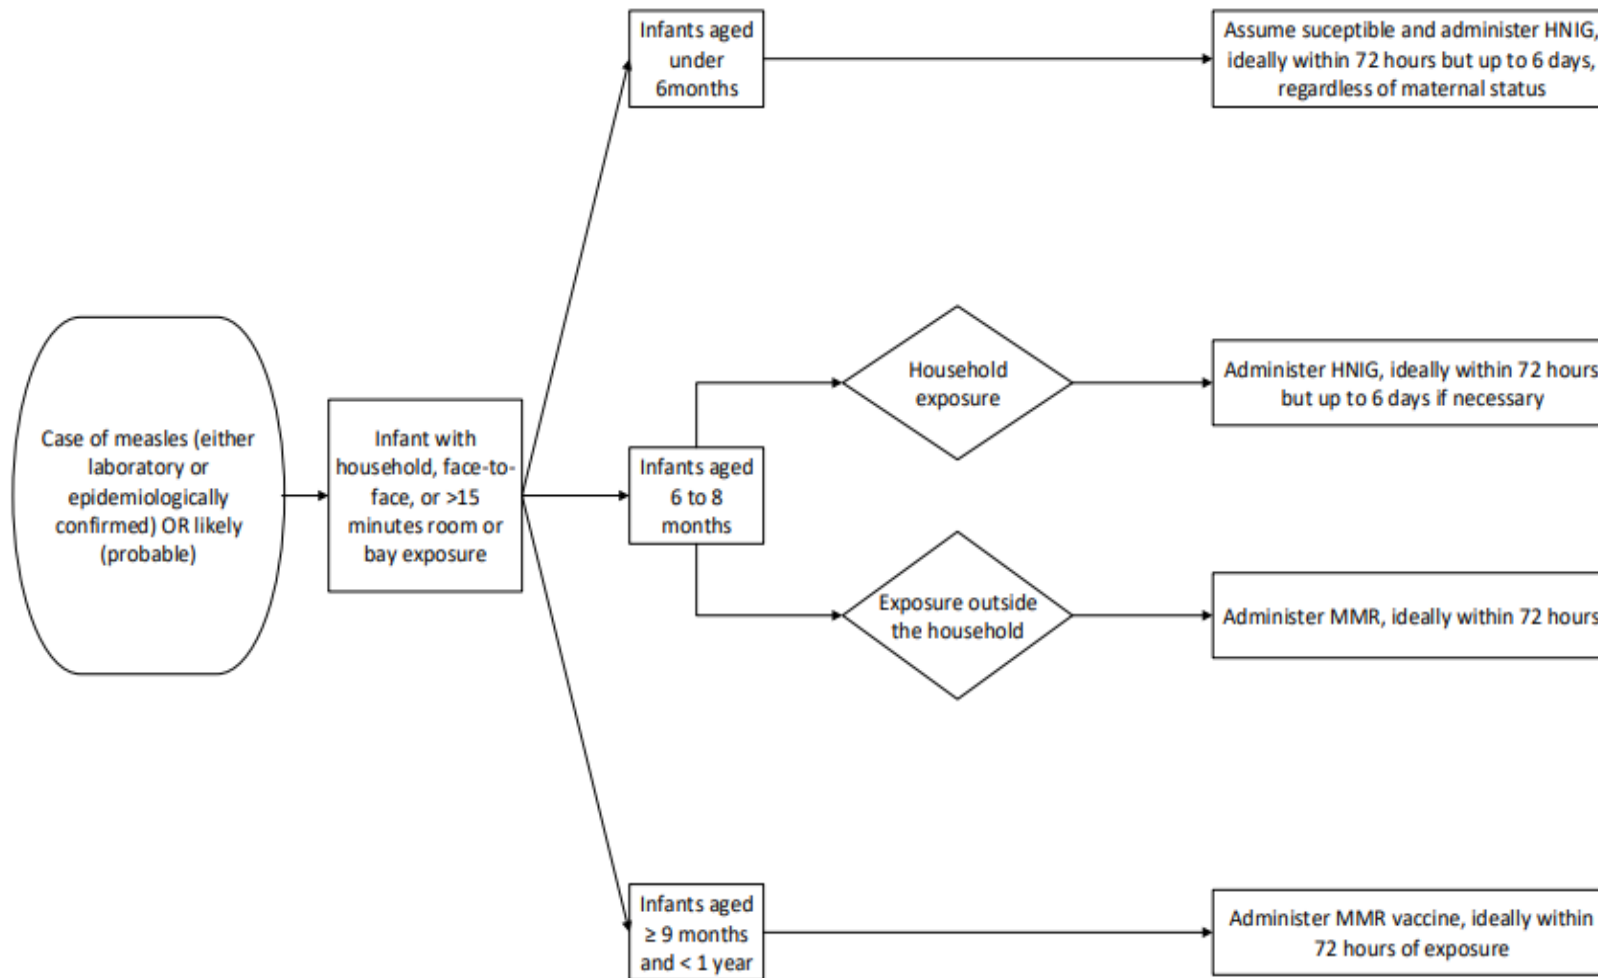 Case of measles (either
laboratory or
epidemiologically
confirmed) OR likely
(probable)
Infant with
household, face-to-
face, or >15
minutes room or
bay exposure
Infants aged
under
6months
Assume suceptible and administer HNIG,
ideally within 72 hours but up to 6 days,
regardless of maternal status
Infants aged
6 to 8
months
Household
exposure
Administer HNIG, ideally within 72 hours
but up to 6 days if necessary
Exposure outside
the household
Administer MMR, ideally within 72 hours
Infants aged
≥ 9 months
and < 1 year
Administer MMR vaccine, ideally within
72 hours of exposure